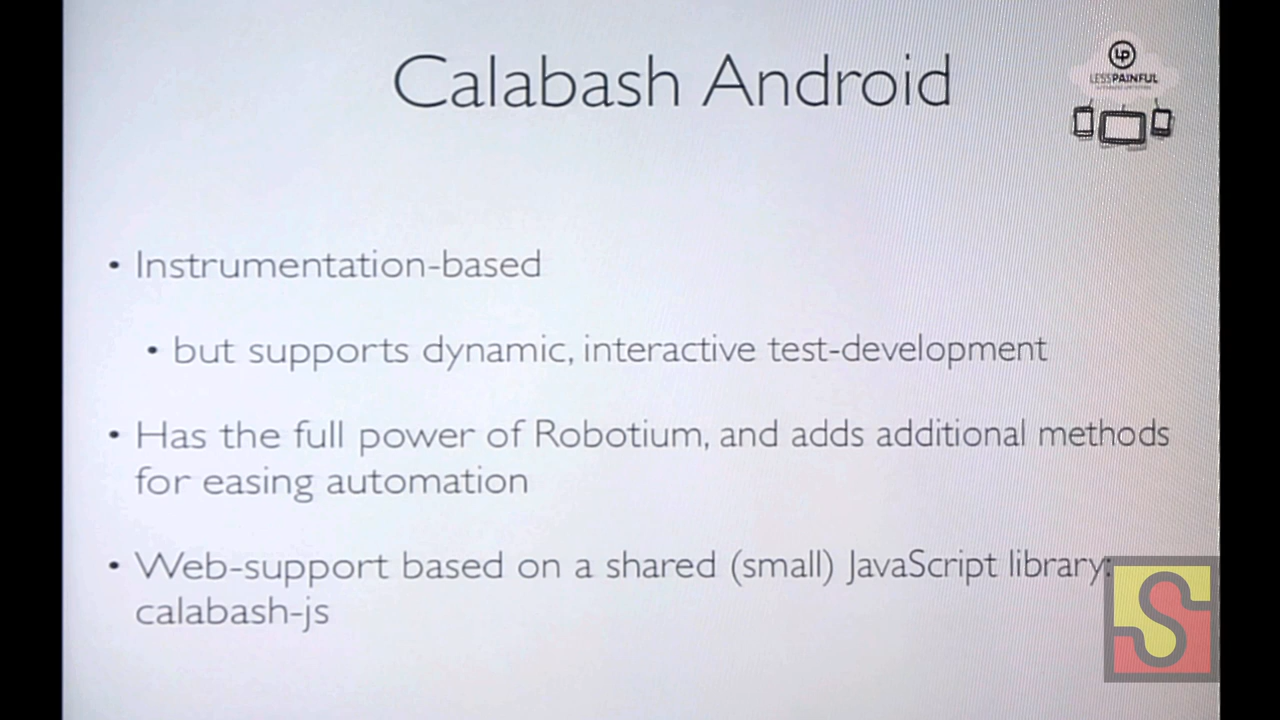 Calabash Android
LP
LESSPAINFUL
• Instrumentation-based
• but supports dynamic, interactive test-development
• Has the full power of Robotium, and adds additional methods
for easing automation
• Web-support based on a shared (small) JavaScript library:
calabash-js
S